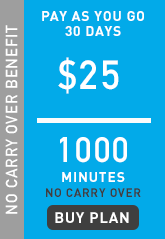 NO CARRY OVER BENEFIT
PAY AS YOU GO
30 DAYS
$25
1000
MINUTES
NO CARRY OVER
BUY PLAN